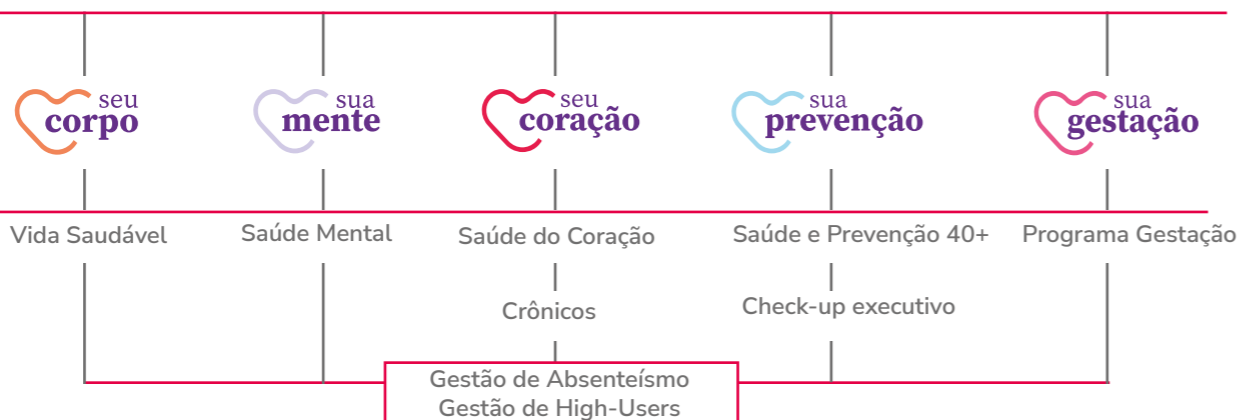 seu
corpo
sua
mente
seu
coração
sua
prevenção
sua
gestação
Vida Saudável
Saúde Mental
Saúde do Coração
Saúde e Prevenção 40+
Programa Gestação
Crônicos
Check-up executivo
Gestão de Absenteísmo
Gestão de High-Users